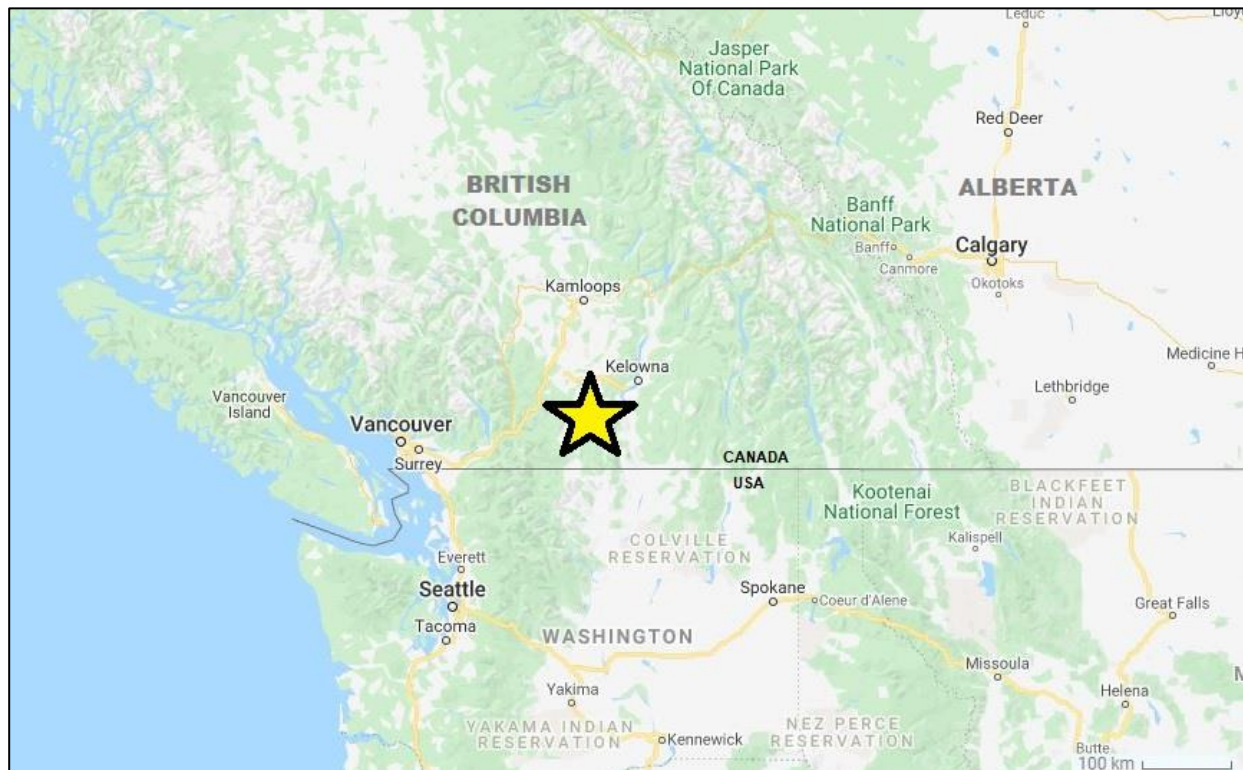 Leduc
Jasper
National Park
Of Canada
Red Deer
BRITISH
COLUMBIA
ALBERTA
Banff
National Park
Banff
Canmore
Calgary
Okotoks
Kamloops
Medicine H
Kelowna
Lethbridge
Vancouver
Island
Vancouver
Surrey
CANADA
USA
Kootenai
National Forest
BLACKFEET
INDIAN
RESERVATION
COLVILLE
RESERVATION
Kalispell
Everett
Seattle
Spokane
Coeur d'Alene
Great Falls
Tacoma
WASHINGTON
Missoula
Yakima
Helena
YAKAMA INDIAN
RESERVATION
NEZ PERCE
RESERVATION
Kennewick
Butte
100 km